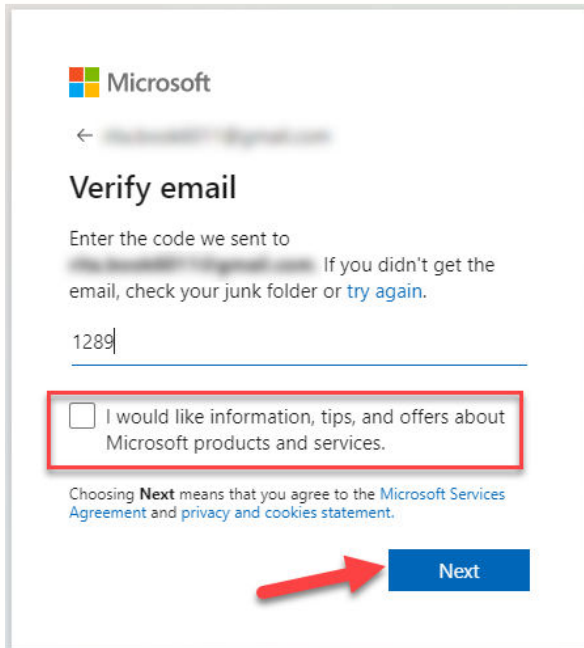 Microsoft
Verify email
Enter the code we sent to
If you didn't get the
email, check your junk folder or try again.
1289
I would like information, tips, and offers about
Microsoft products and services.
Choosing Next means that you agree to the Microsoft Services
Agreement and privacy and cookies statement.
Next